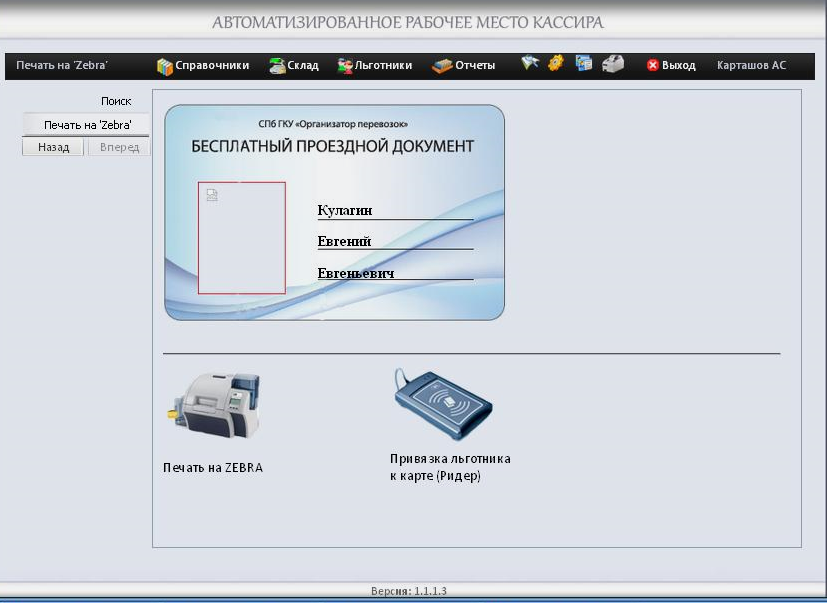 АВТОМАТИЗИРОВАННОЕ РАБОЧЕЕ МЕСТО КАССИРА
Печать на 'Zebra' Справочники Склад Льготники Отчеты Выход Карташов АС
Поиск
Печать на 'Zebra'
Назад Вперед
СПб ГКУ «Организатор перевозок»
БЕСПЛАТНЫЙ ПРОЕЗДНОЙ ДОКУМЕНТ
Кулагин
Евгений
Евгеньевич
Печать на ZEBRA
Привязка льготника
к карте (Ридер)
Версия: 1.1.1.3